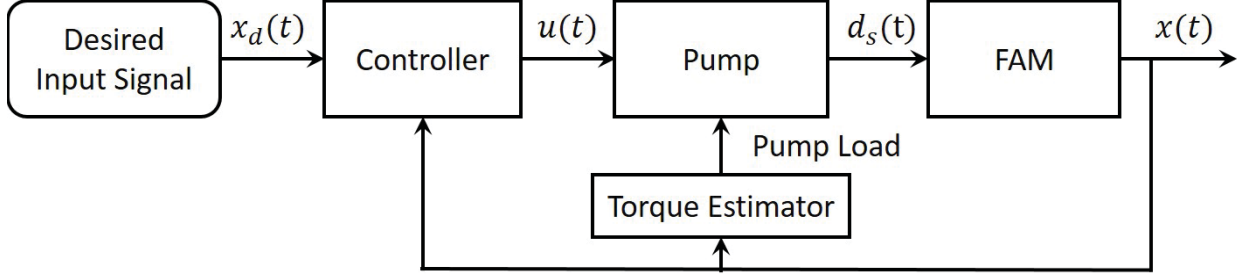 Desired
Input Signal
x_d(t)
Controller
u(t)
Pump
d_s(t)
FAM
x(t)
Pump Load
Torque Estimator